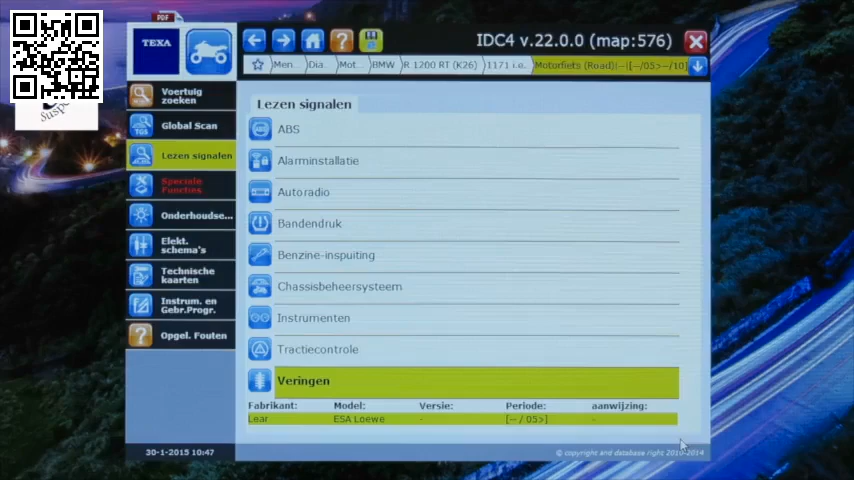 PDF
TEXA
IDC4 v.22.0.0 (map:576)
Men... Dia... Mot... BMW R 1200 RT (K26) 1171 i.e. Motorfiets (Road)(--[--/05>--/10]
Voertuig zoeken
Global Scan
Lezen signalen
Speciale Functies
Onderhoudse...
Elekt. schema's
Technische kaarten
Instrum. en Gebr.Progr.
Opgel. Fouten
Lezen signalen
ABS
Alarminstallatie
Autoradio
Bandendruk
Benzine-inspuiting
Chassisbeheersysteem
Instrumenten
Tractiecontrole
Veringen
Fabrikant: Model: Versie: Periode: aanwijzing:
Lear ESA Loewe - [-- / 05>] -
30-1-2015 10:47
© copyright and database right 2010-2014